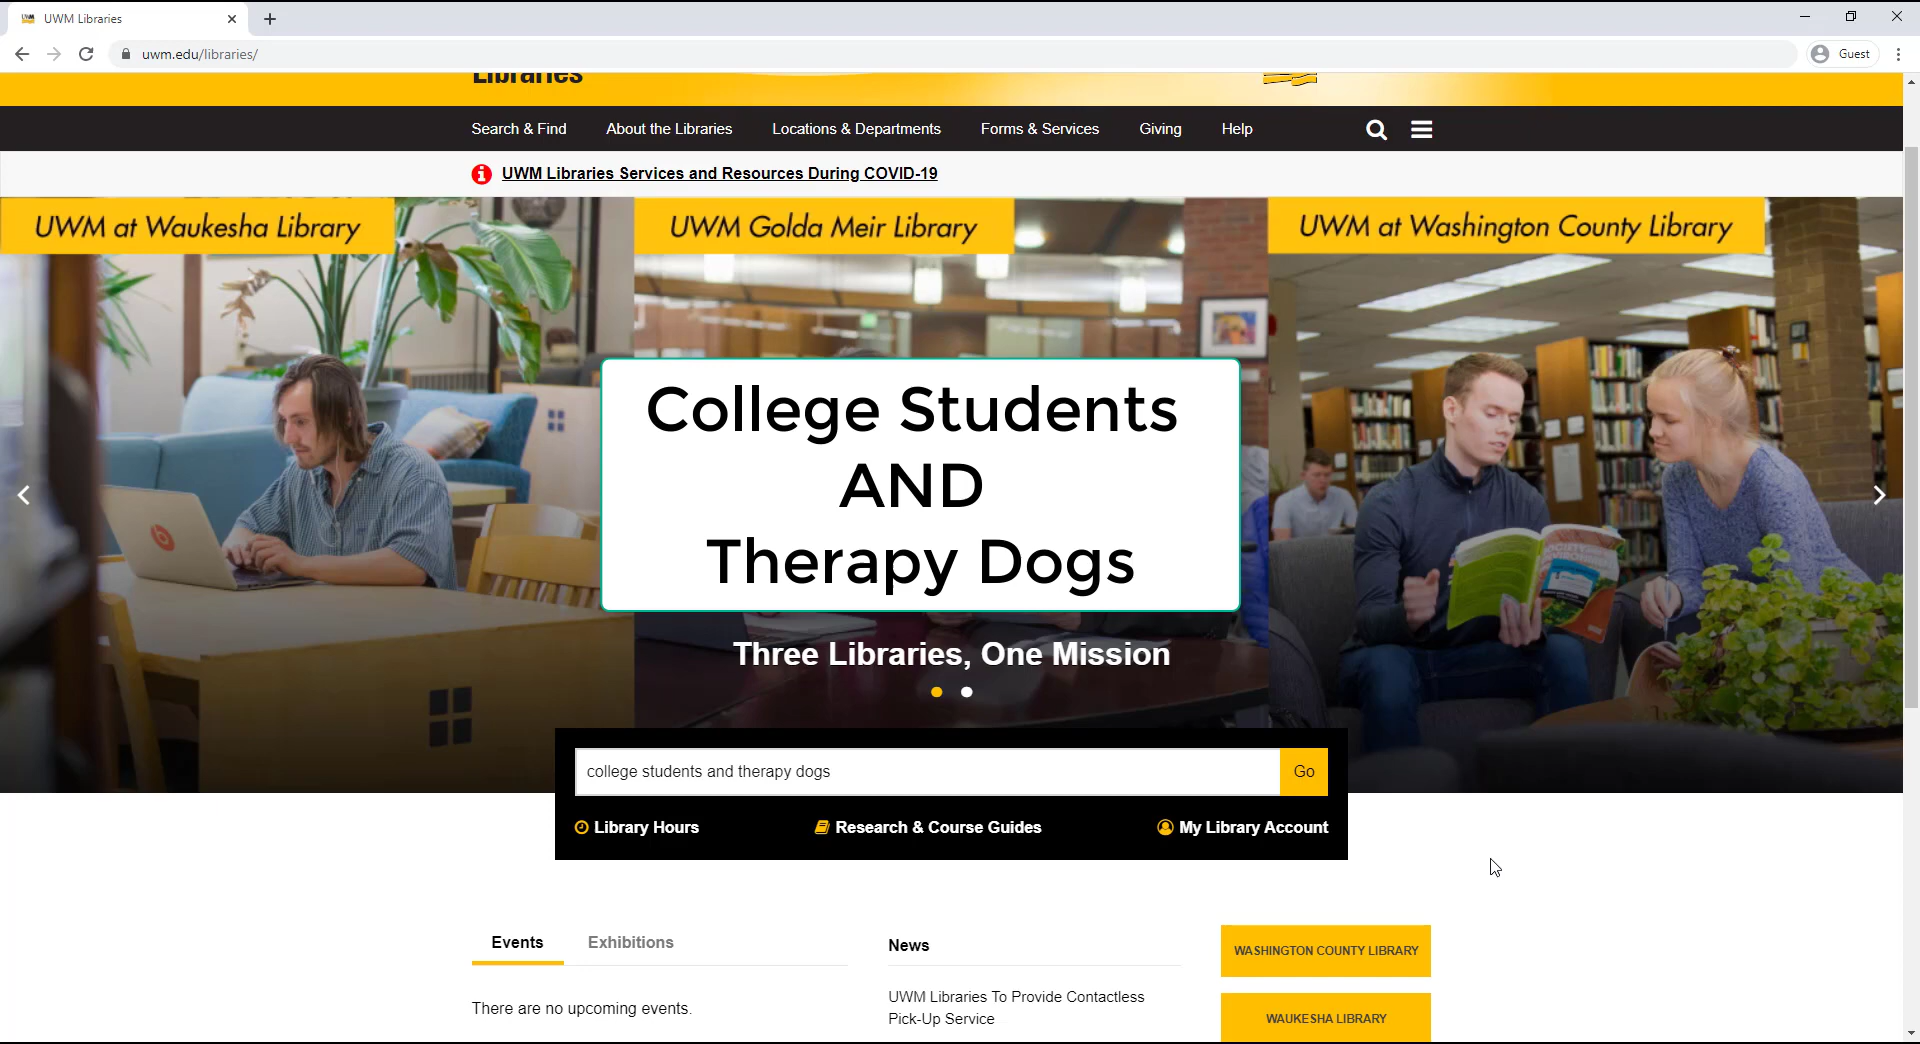 UWM Libraries
uwm.edu/libraries/
Guest
Libraries
Search & Find
About the Libraries
Locations & Departments
Forms & Services
Giving
Help
UWM Libraries Services and Resources During COVID-19
UWM at Waukesha Library
UWM Golda Meir Library
UWM at Washington County Library
College Students
AND
Therapy Dogs
Three Libraries, One Mission
college students and therapy dogs
Go
Library Hours
Research & Course Guides
My Library Account
Events
Exhibitions
There are no upcoming events.
News
UWM Libraries To Provide Contactless
Pick-Up Service
WASHINGTON COUNTY LIBRARY
WAUKESHA LIBRARY